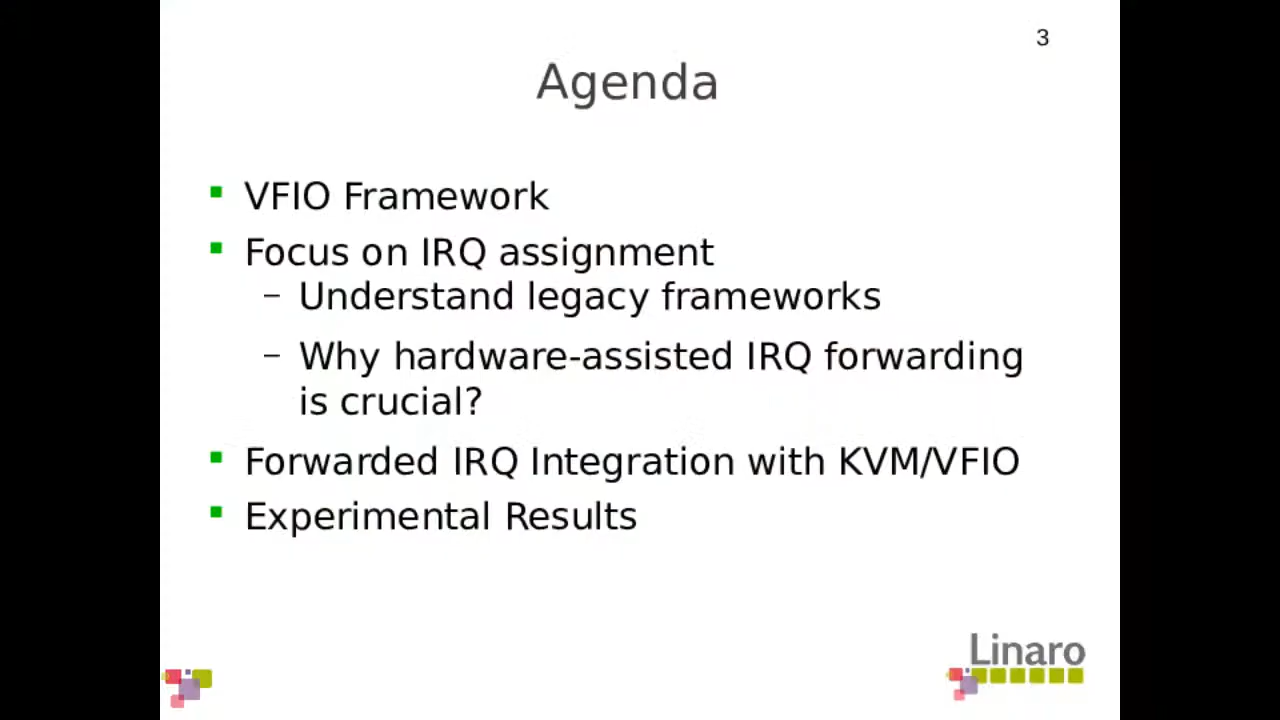 3
Agenda
VFIO Framework
Focus on IRQ assignment
– Understand legacy frameworks
– Why hardware-assisted IRQ forwarding
is crucial?
Forwarded IRQ Integration with KVM/VFIO
Experimental Results
Linaro